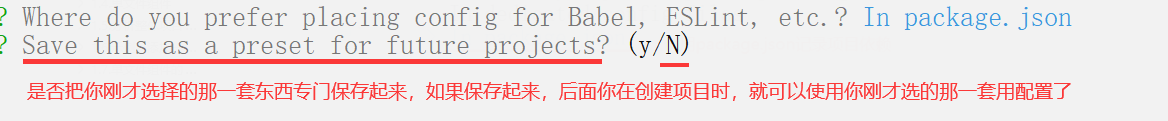 ? Where do you prefer placing config for Babel, ESLint, etc.? In package.json
? Save this as a preset for future projects? (y/N)
是否把你刚才选择的那一套东西专门保存起来，如果保存起来，后面你在创建项目时，就可以使用你刚才选的那一套用配置了